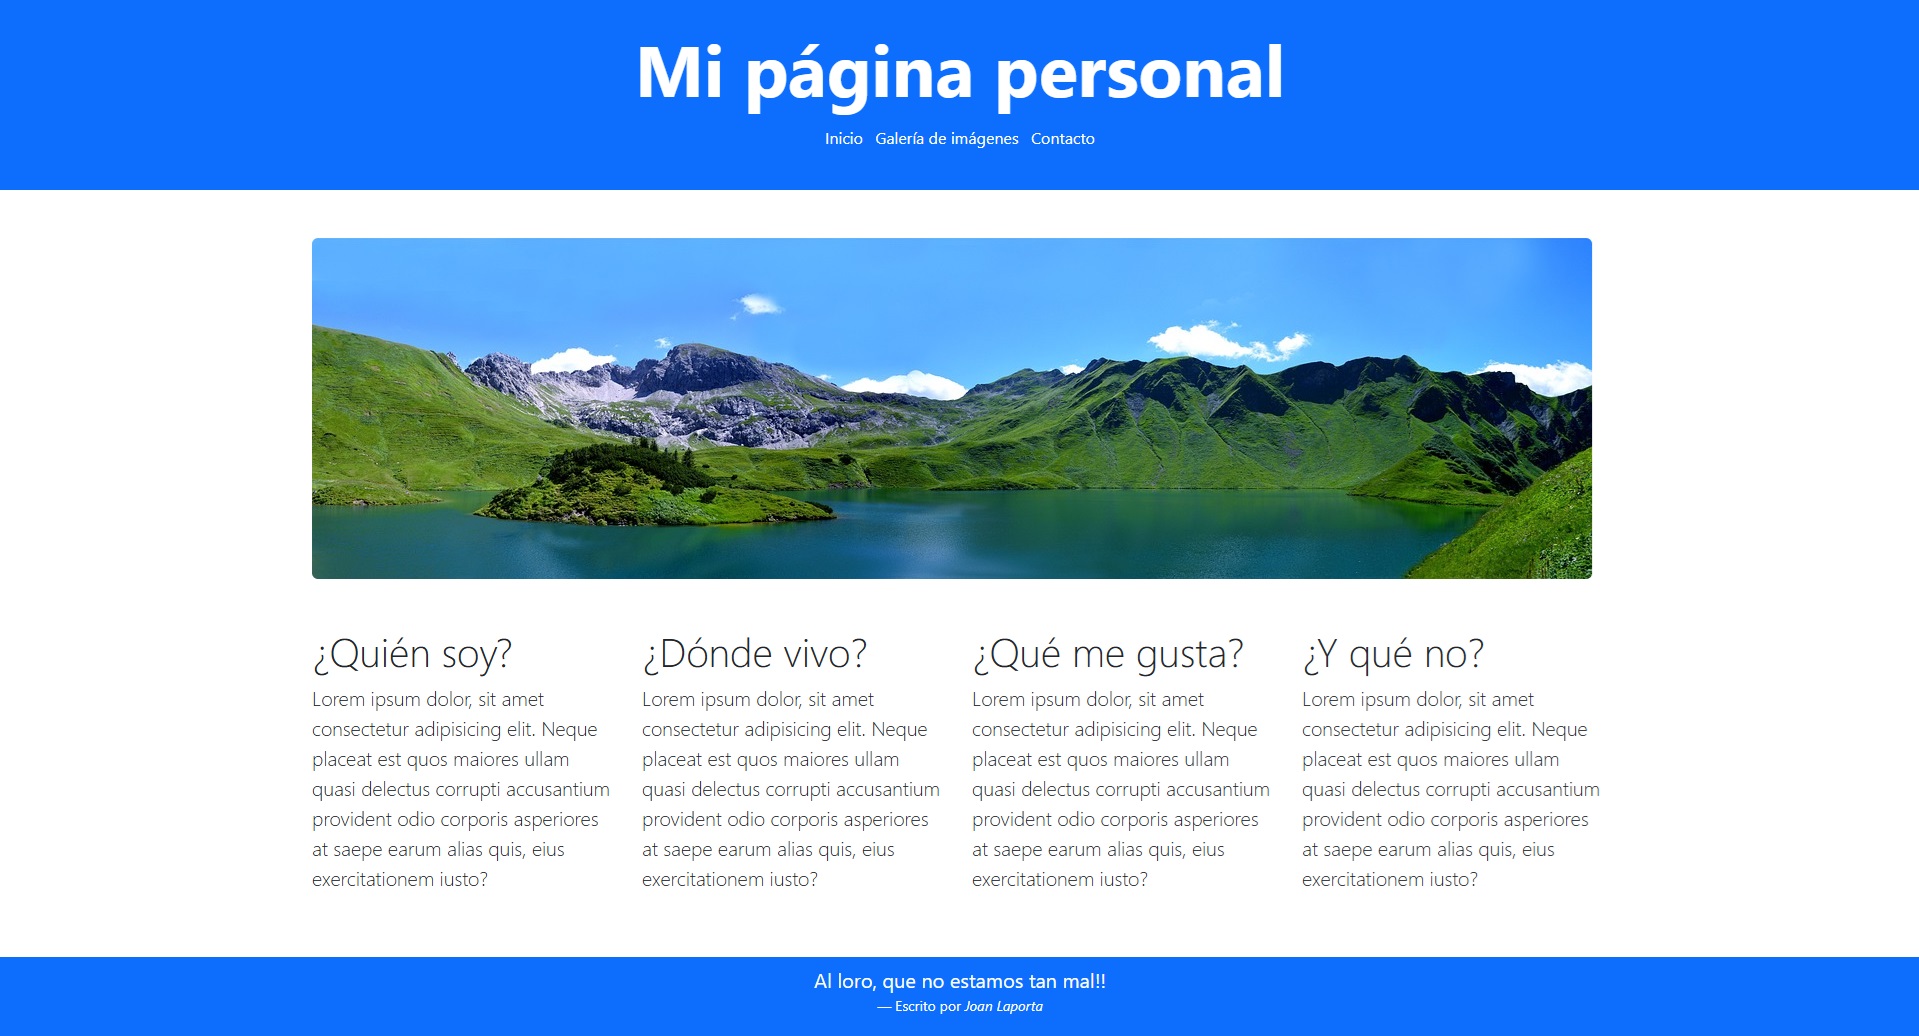 Mi página personal
Inicio Galería de imágenes Contacto
¿Quién soy?
Lorem ipsum dolor, sit amet
consectetur adipisicing elit. Neque
placeat est quos maiores ullam
quasi delectus corrupti accusantium
provident odio corporis asperiores
at saepe earum alias quis, eius
exercitationem iusto?
¿Dónde vivo?
Lorem ipsum dolor, sit amet
consectetur adipisicing elit. Neque
placeat est quos maiores ullam
quasi delectus corrupti accusantium
provident odio corporis asperiores
at saepe earum alias quis, eius
exercitationem iusto?
¿Qué me gusta?
Lorem ipsum dolor, sit amet
consectetur adipisicing elit. Neque
placeat est quos maiores ullam
quasi delectus corrupti accusantium
provident odio corporis asperiores
at saepe earum alias quis, eius
exercitationem iusto?
¿Y qué no?
Lorem ipsum dolor, sit amet
consectetur adipisicing elit. Neque
placeat est quos maiores ullam
quasi delectus corrupti accusantium
provident odio corporis asperiores
at saepe earum alias quis, eius
exercitationem iusto?
Al loro, que no estamos tan mal!!
— Escrito por Joan Laporta